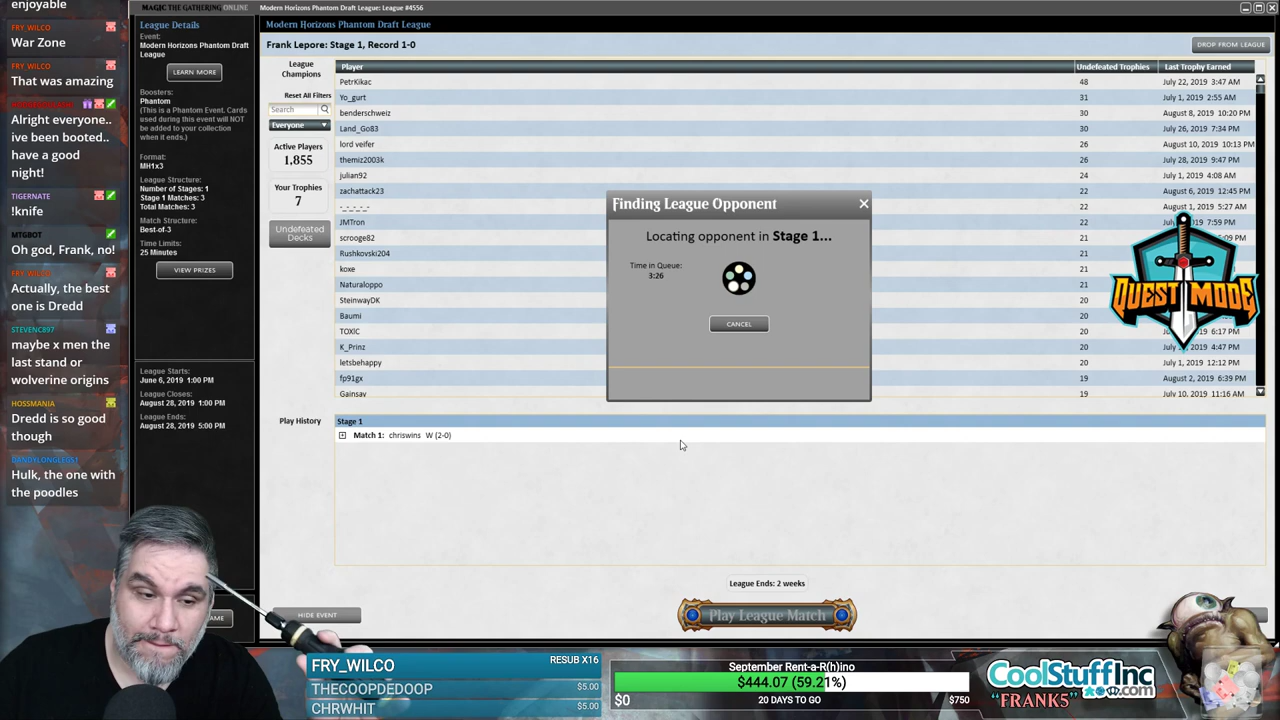 enjoyable
FRY_WILCO
War Zone
FRY_WILCO
That was amazing
Alright everyone..
ive been booted..
have a good
night!
TIGERNATE
!knife
MTGBOT
Oh god, Frank, no!
FRY_WILCO
Actually, the best
one is Dredd
STEVENC897
maybe x men the
last stand or
wolverine origins
HOSSMANIA
Dredd is so good
though
DANDYLONGLEGS1
Hulk, the one with
the poodles
MAGIC THE GATHERING ONLINE
Modern Horizons Phantom Draft League: League #4556
League Details
Event:
Modern Horizons Phantom Draft
League
LEARN MORE
Boosters:
Phantom
(This is a Phantom Event. Cards
used during this event will NOT
be added to your collection
when it ends.)
Format:
MH1x3
League Structure:
Number of Stages: 1
Stage 1 Matches: 3
Total Matches: 3
Match Structure:
Best-of-3
Time Limits:
25 Minutes
VIEW PRIZES
League Starts:
June 6, 2019 1:00 PM
League Closes:
August 28, 2019 1:00 PM
League Ends:
August 28, 2019 5:00 PM
Modern Horizons Phantom Draft League
Frank Lepore: Stage 1, Record 1-0
DROP FROM LEAGUE
League
Champions
Reset All Filters
Search
Everyone
Active Players
1,855
Your Trophies
7
Undefeated
Decks
Player Undefeated Trophies Last Trophy Earned
PetrKikac 48 July 22, 2019 3:47 AM
Yo_gurt 31 July 1, 2019 2:55 AM
benderschweiz 30 August 8, 2019 10:20 PM
Land_Go83 30 July 26, 2019 7:34 PM
lord veifer 26 August 10, 2019 10:13 PM
themiz2003k 26 July 28, 2019 9:47 PM
julian92 24 July 1, 2019 4:08 AM
zachattack23 22 August 6, 2019 12:45 PM
-_-_-_-_- 22 August 1, 2019 5:27 AM
JMTron 22 7:59 PM
scrooge82 21 5:09 PM
Rushkovski204 21
koxe 21
Naturaloppo 21
SteinwayDK 20
Baumi 20
TOXIC 20 6:17 PM
K_Prinz 20 4:47 PM
letsbehappy 20 July 1, 2019 12:12 PM
fp91gx 19 August 2, 2019 6:39 PM
Gainsay 19 July 10, 2019 11:16 AM
Finding League Opponent
Locating opponent in Stage 1...
Time in Queue:
3:26
CANCEL
QUEST MODE
Play History
Stage 1
Match 1: chriswins W (2-0)
League Ends: 2 weeks
HIDE EVENT
Play League Match
FRY_WILCO RESUB X16
THECOOPDEDOOP $5.00
CHRWHIT $5.00
September Rent-a-R(h)ino
$444.07 (59.21%)
$0 20 DAYS TO GO $750
CoolStuffInc
.com
"FRANK5"